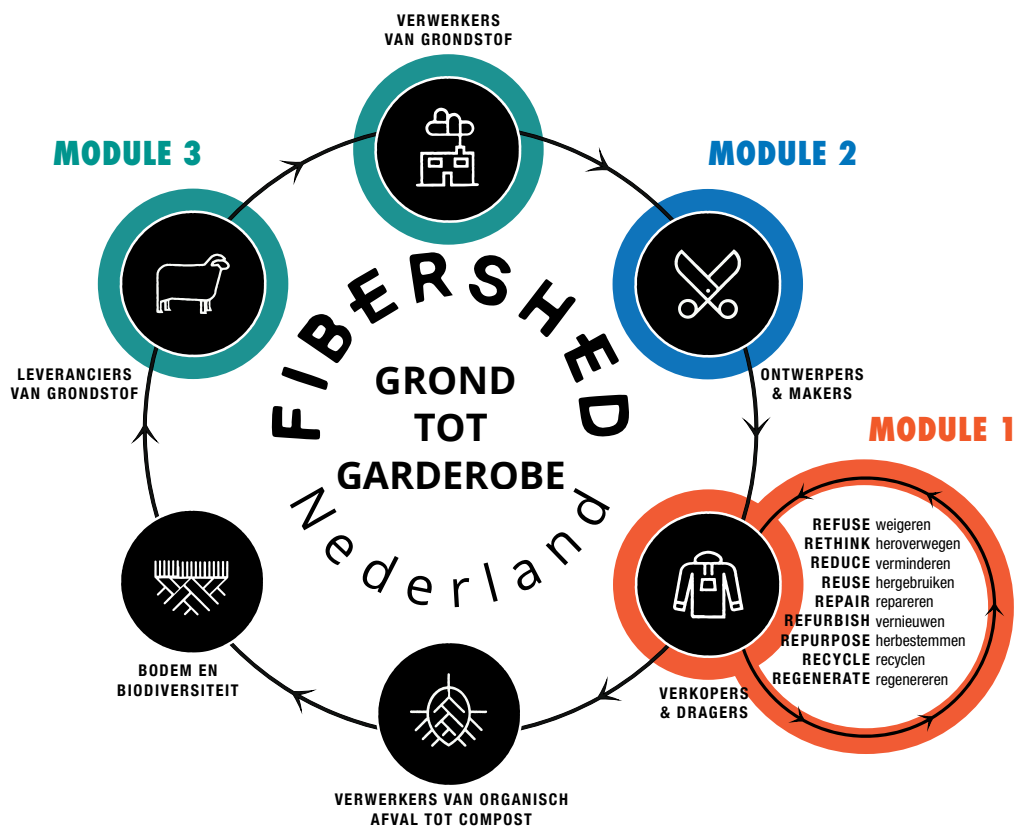 VERWERKERS
VAN GRONDSTOF
MODULE 3
MODULE 2
LEVERANCIERS
VAN GRONDSTOF
FIBERSHED
GROND
TOT
GARDEROBE
Nederland
ONTWERPERS
& MAKERS
MODULE 1
REFUSE weigeren
RETHINK heroverwegen
REDUCE verminderen
REUSE hergebruiken
REPAIR repareren
REFURBISH vernieuwen
REPURPOSE herbestemmen
RECYCLE recyclen
REGENERATE regenereren
VERKOPERS
& DRAGERS
BODEM EN
BIODIVERSITEIT
VERWERKERS VAN ORGANISCH
AFVAL TOT COMPOST